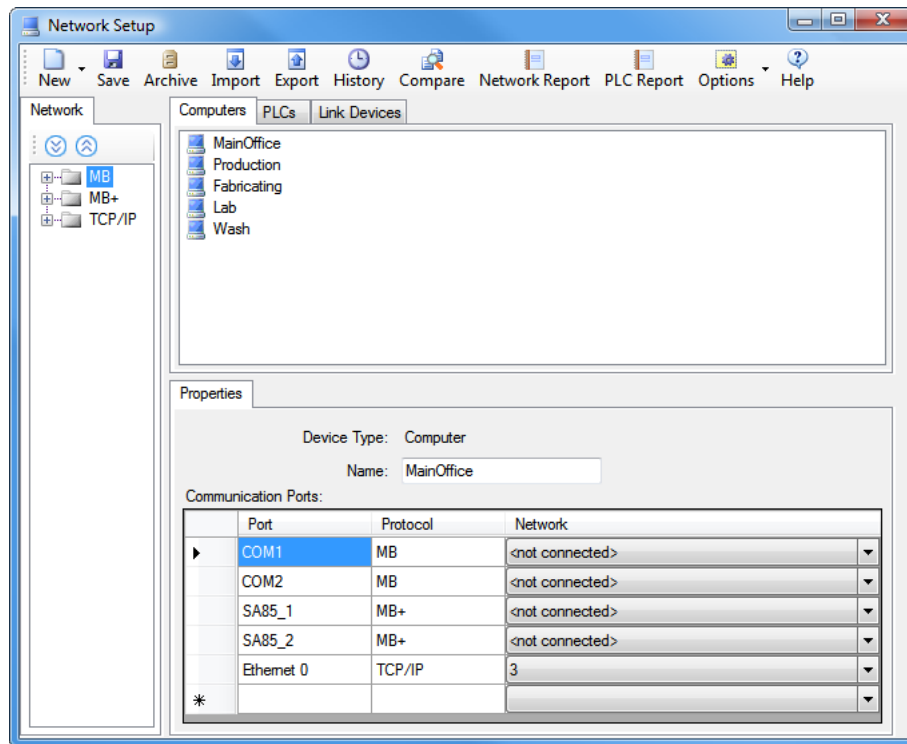 Network Setup
New Save Archive Import Export History Compare Network Report PLC Report Options Help
Network
MB
MB+
TCP/IP
Computers PLCs Link Devices
MainOffice
Production
Fabricating
Lab
Wash
Properties
Device Type: Computer
Name: MainOffice
Communication Ports:
Port Protocol Network
COM1 MB <not connected>
COM2 MB <not connected>
SA85_1 MB+ <not connected>
SA85_2 MB+ <not connected>
Ethernet 0 TCP/IP 3